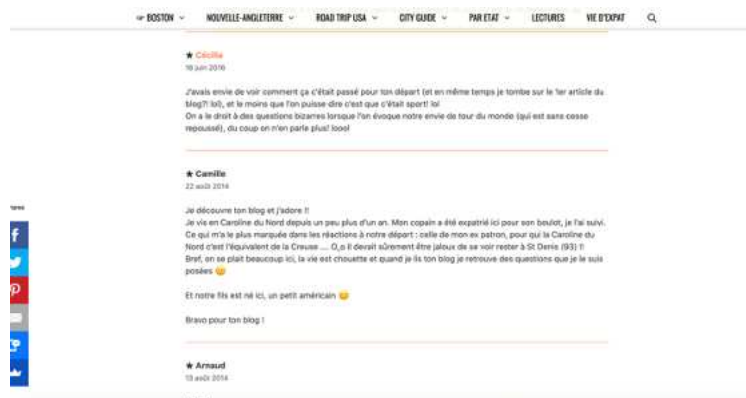 ☞ BOSTON NOUVELLE-ANGLETERRE ROAD TRIP USA CITY GUIDE PAR ETAT LECTURES VIE D'EXPAT
★ Cécilia
16 juin 2016
J'avais envie de voir comment ça c'était passé pour ton départ (et en même temps je tombe sur le 1er article du
blog?! lol), et le moins que l'on puisse dire c'est que c'était sport! lol
On a le droit à des questions bizarres lorsque l'on évoque notre envie de tour du monde (qui est sans cesse
repoussé), du coup on n'en parle plus! loool
★ Camille
22 août 2014
Je découvre ton blog et j'adore !!
Je vis en Caroline du Nord depuis un peu plus d'un an. Mon copain a été expatrié ici pour son boulot, je l'ai suivi.
Ce qui m'a le plus marquée dans les réactions à notre départ : celle de mon ex patron, pour qui la Caroline du
Nord c'est l'équivalent de la Creuse .... O_o il devait sûrement être jaloux de se voir rester à St Denis (93) !!
Bref, on se plait beaucoup ici, la vie est chouette et quand je lis ton blog je retrouve des questions que je le suis
posées 😄
Et notre fils est né ici, un petit américain 😄
Bravo pour ton blog !
★ Arnaud
13 août 2014